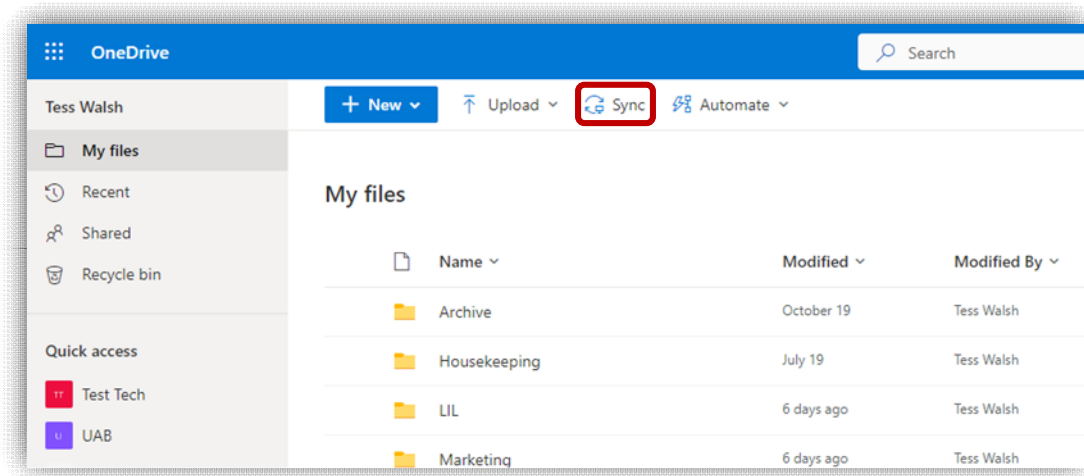 OneDrive
Search
Tess Walsh
New
Upload
Sync
Automate
My files
Recent
Shared
Recycle bin
Quick access
TT
Test Tech
U
UAB
My files
Name
Modified
Modified By
Archive
October 19
Tess Walsh
Housekeeping
July 19
Tess Walsh
LIL
6 days ago
Tess Walsh
Marketing
6 days ago
Tess Walsh